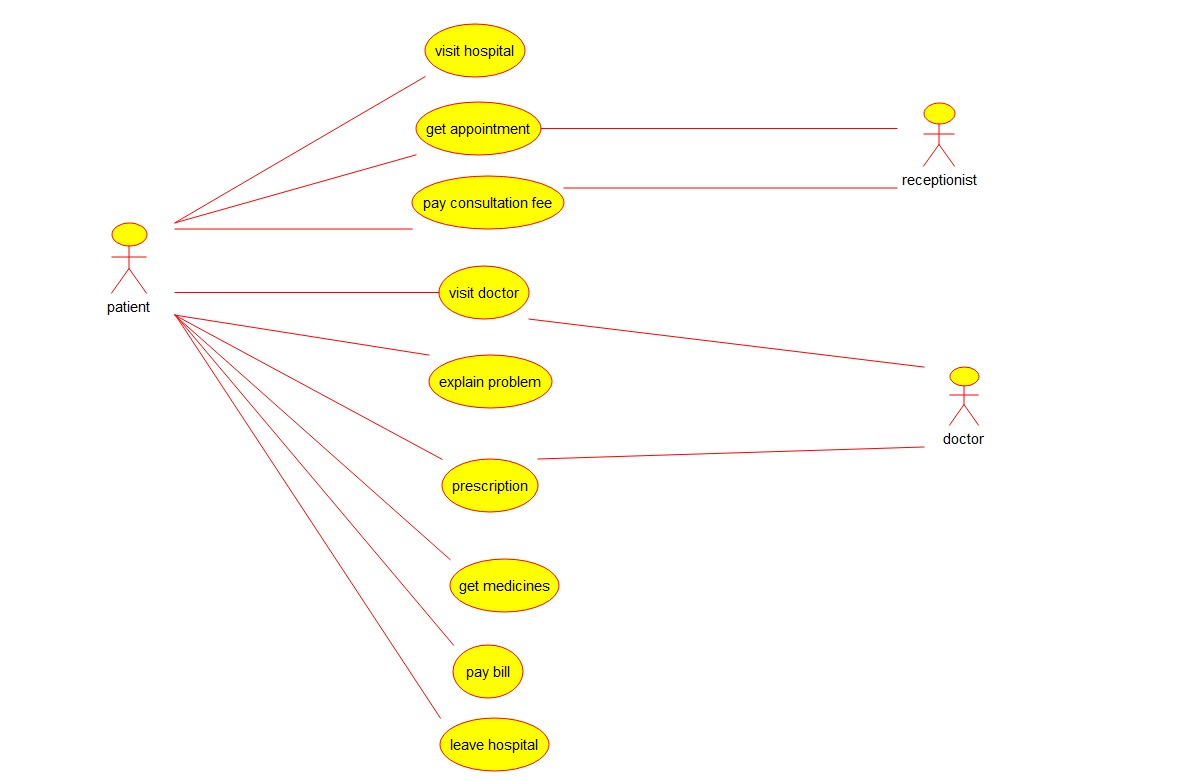 visit hospital
get appointment
receptionist
pay consultation fee
patient
visit doctor
explain problem
doctor
prescription
get medicines
pay bill
leave hospital